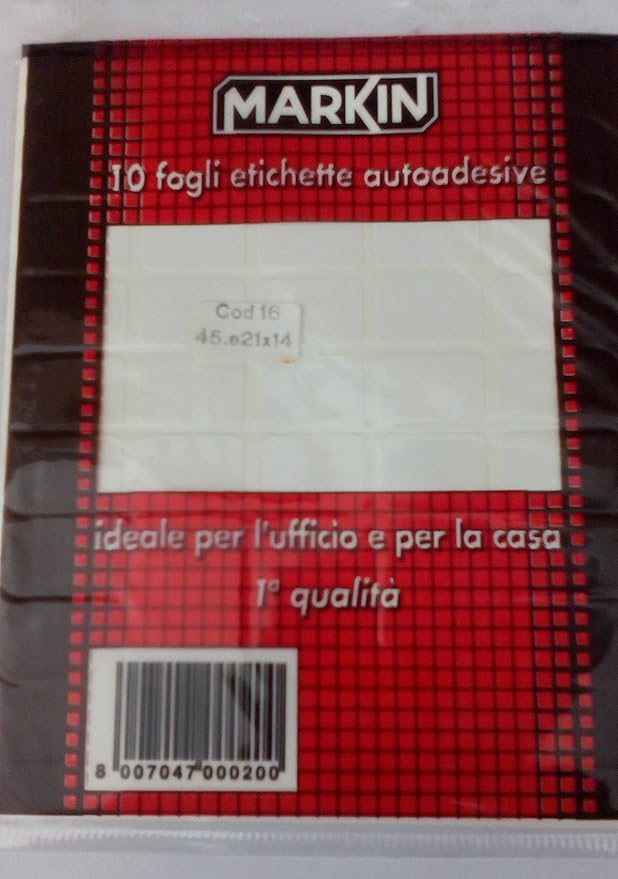 MARKIN
10 fogli etichette autoadesive
Cod 16
45.e21x14
ideale per l'ufficio e per la casa
1ª qualità
8 007047 000200